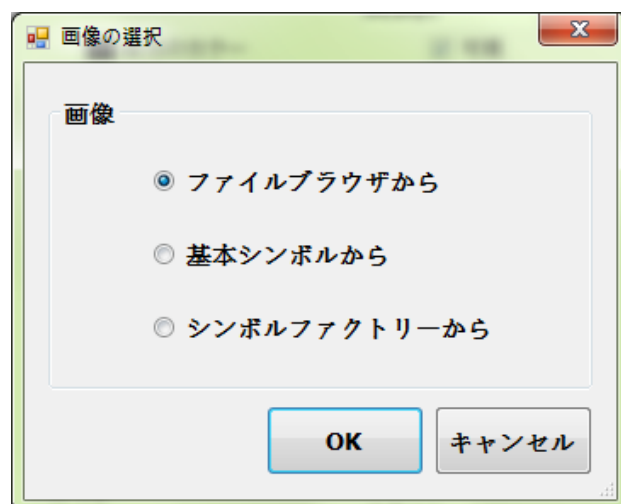 画像の選択
画像
ファイルブラウザから
基本シンボルから
シンボルファクトリーから
OK
キャンセル